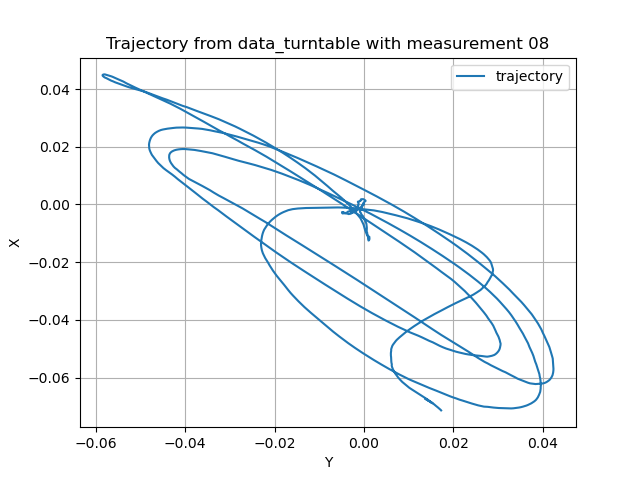 Trajectory from data_turntable with measurement 08
trajectory
0.04
0.02
0.00
−0.02
−0.04
−0.06
X
−0.06 −0.04 −0.02 0.00 0.02 0.04
Y